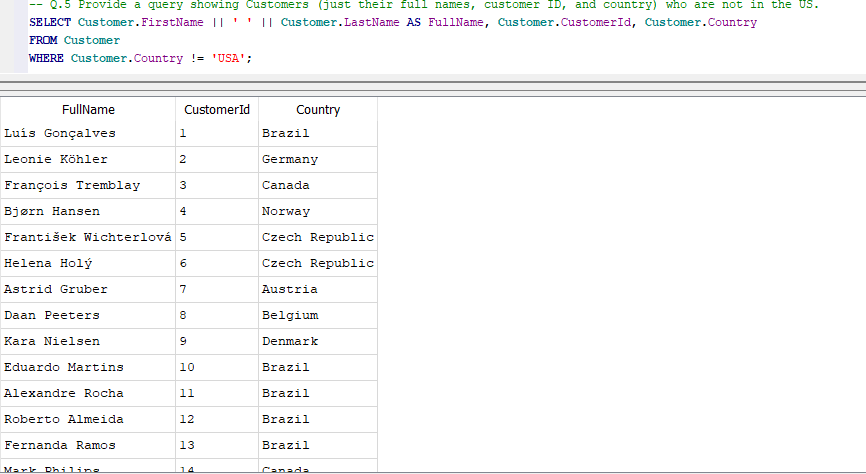 -- Q.5 Provide a query showing Customers (just their full names, customer ID, and country) who are not in the US.
SELECT Customer.FirstName || ' ' || Customer.LastName AS FullName, Customer.CustomerId, Customer.Country
FROM Customer
WHERE Customer.Country != 'USA';
FullName CustomerId Country
Luís Gonçalves 1 Brazil
Leonie Köhler 2 Germany
François Tremblay 3 Canada
Bjørn Hansen 4 Norway
František Wichterlová 5 Czech Republic
Helena Holý 6 Czech Republic
Astrid Gruber 7 Austria
Daan Peeters 8 Belgium
Kara Nielsen 9 Denmark
Eduardo Martins 10 Brazil
Alexandre Rocha 11 Brazil
Roberto Almeida 12 Brazil
Fernanda Ramos 13 Brazil
Mark Philips 14 Canada